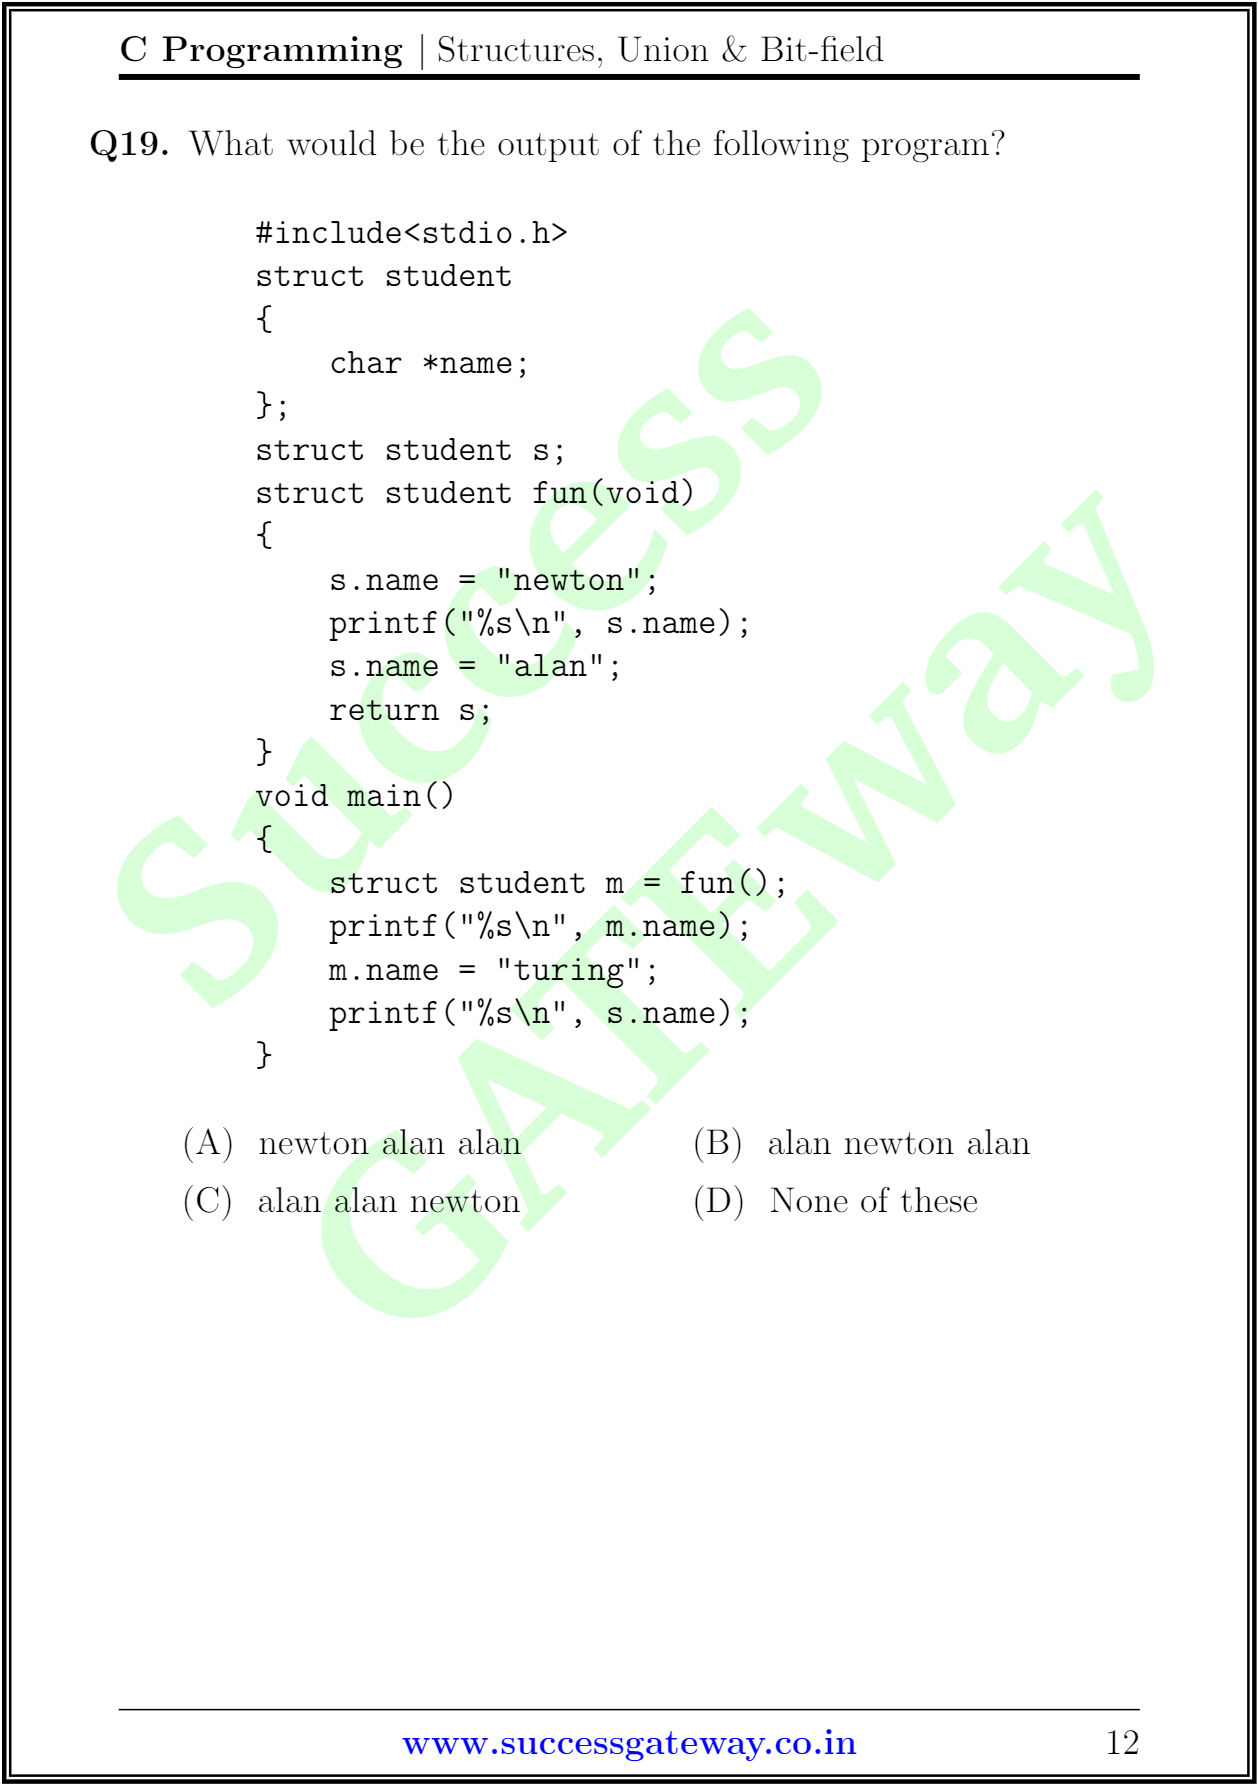 C Programming | Structures, Union & Bit-field
Q19. What would be the output of the following program?
#include<stdio.h>
struct student
{
    char *name;
};
struct student s;
struct student fun(void)
{
    s.name = "newton";
    printf("%s\n", s.name);
    s.name = "alan";
    return s;
}
void main()
{
    struct student m = fun();
    printf("%s\n", m.name);
    m.name = "turing";
    printf("%s\n", s.name);
}
(A) newton alan alan (B) alan newton alan
(C) alan alan newton (D) None of these
Success
GATEway
www.successgateway.co.in 12